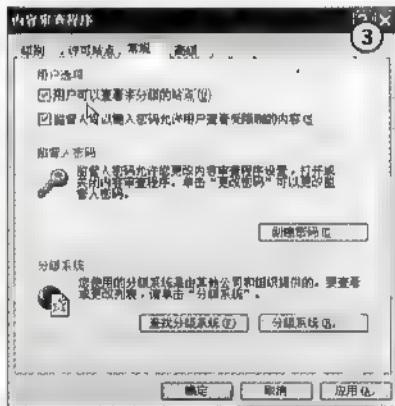 内容审查程序
③
级别 许可站点 常规 高级
用户选项
用户可以查看未分级的站点(U)
监督人可以键入密码允许用户查看受限制的内容(S)
监督人密码
监督人密码允许您更改内容审查程序设置，打开或
关闭内容审查程序。单击“更改密码”可以更改监
督人密码。
创建密码(C)
分级系统
您使用的分级系统是由其他公司和组织提供的。要查看
或更改列表，请单击“分级系统”。
查找分级系统(F) 分级系统(R)
确定 取消 应用(A)